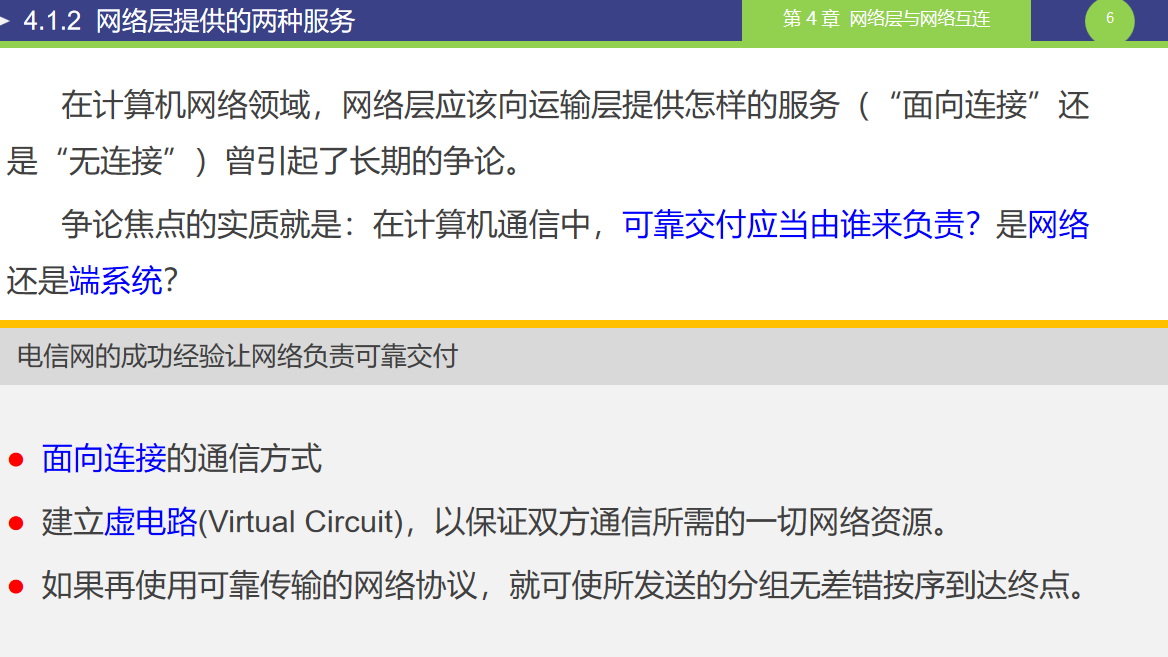 4.1.2 网络层提供的两种服务
第 4 章 网络层与网络互连
6
在计算机网络领域，网络层应该向运输层提供怎样的服务（“面向连接”还
是“无连接”）曾引起了长期的争论。
争论焦点的实质就是：在计算机通信中，可靠交付应当由谁来负责？是网络
还是端系统？
电信网的成功经验让网络负责可靠交付
● 面向连接的通信方式
● 建立虚电路(Virtual Circuit)，以保证双方通信所需的一切网络资源。
● 如果再使用可靠传输的网络协议，就可使所发送的分组无差错按序到达终点。